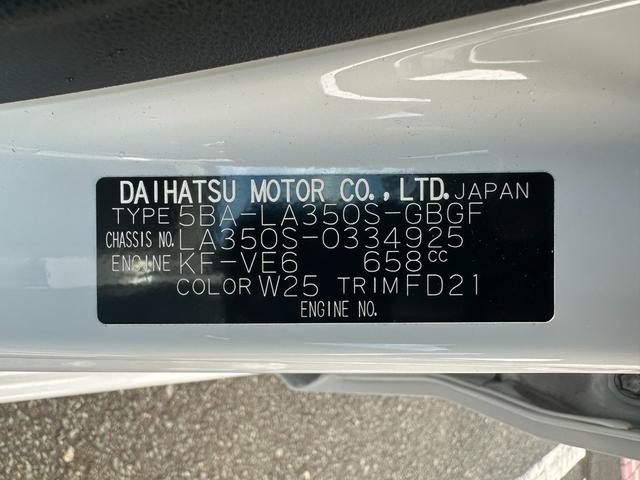 DAIHATSU MOTOR CO., LTD. JAPAN
TYPE 5BA-LA350S-GBGF
CHASSIS NO. LA350S-0334925
ENGINE KF-VE6 658CC
COLOR W25 TRIM FD21
ENGINE NO.